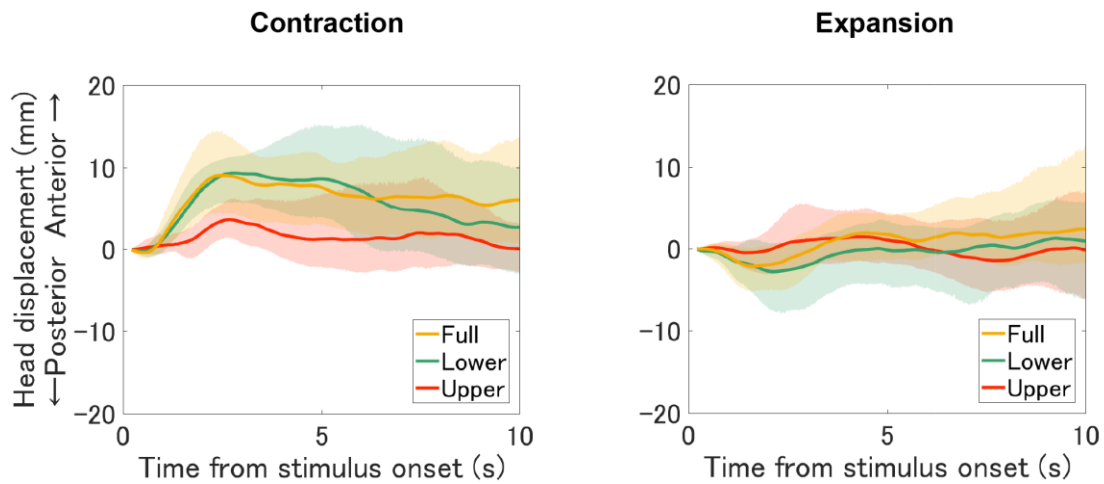 Contraction
Head displacement (mm)
←Posterior Anterior→
20
10
0
−10
−20
Full
Lower
Upper
0
5
10
Time from stimulus onset (s)
Expansion
20
10
0
−10
−20
Full
Lower
Upper
0
5
10
Time from stimulus onset (s)